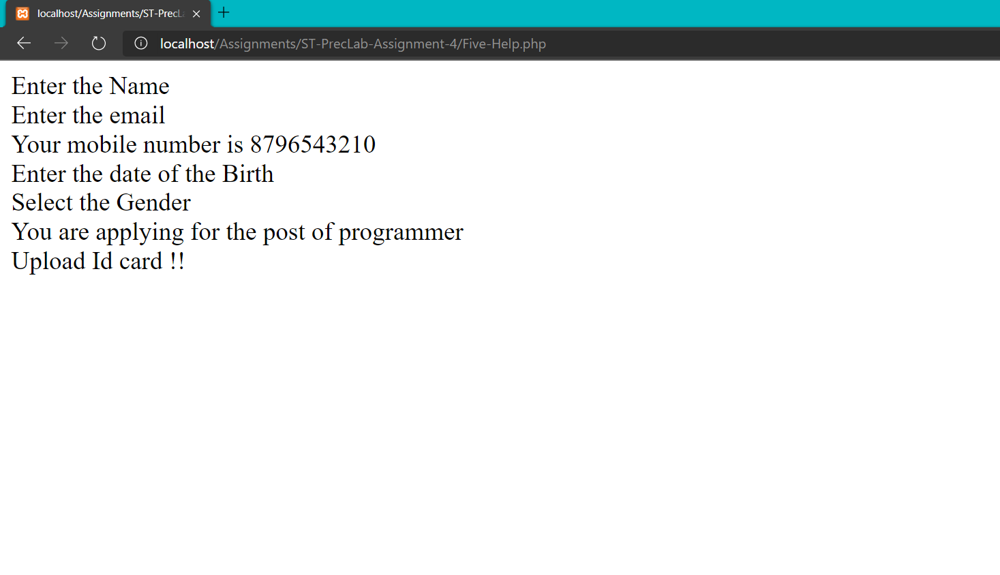 localhost/Assignments/ST-PrecL
localhost/Assignments/ST-PrecLab-Assignment-4/Five-Help.php
Enter the Name
Enter the email
Your mobile number is 8796543210
Enter the date of the Birth
Select the Gender
You are applying for the post of programmer
Upload Id card !!